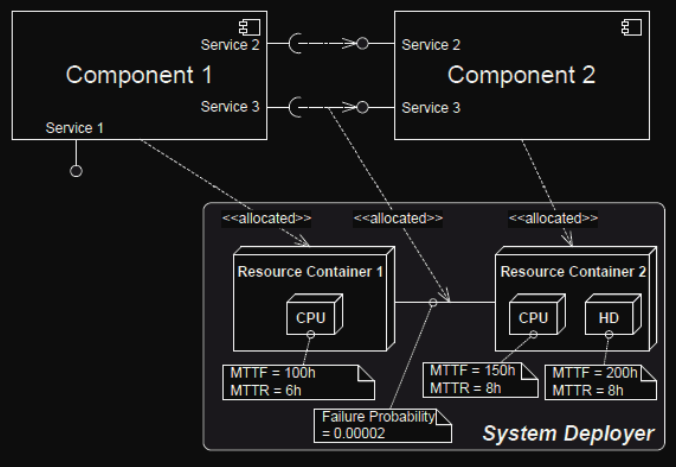 Service 2
Service 2
Component 1
Component 2
Service 3
Service 3
Service 1
<<allocated>>
<<allocated>>
<<allocated>>
Resource Container 1
Resource Container 2
CPU
CPU
HD
MTTF = 100h
MTTR = 6h
MTTF = 150h
MTTR = 8h
MTTF = 200h
MTTR = 8h
Failure Probability
= 0.00002
System Deployer